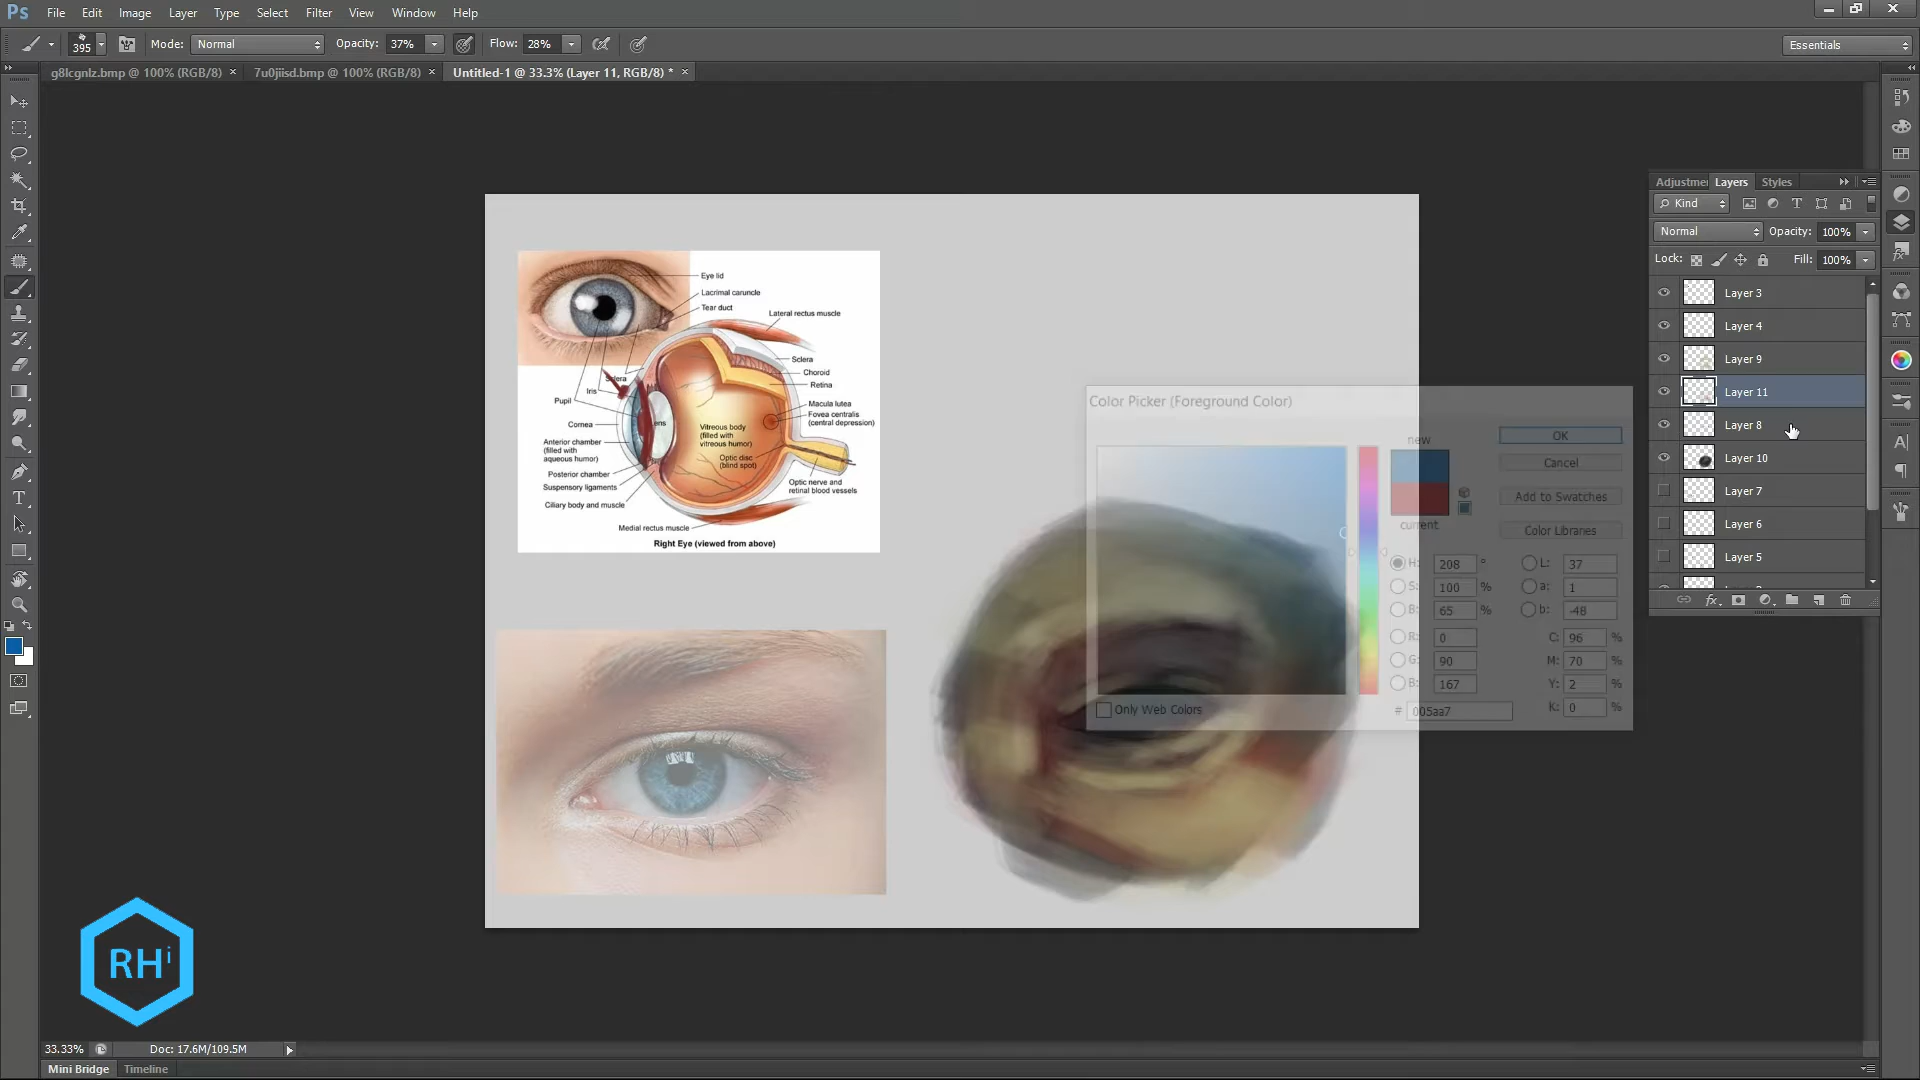 Ps File Edit Image Layer Type Select Filter View Window Help
395 Mode: Normal Opacity: 37% Flow: 28% Essentials
g8lcgnlz.bmp @ 100% (RGB/8) × 7u0jiisd.bmp @ 100% (RGB/8) × Untitled-1 @ 33.3% (Layer 11, RGB/8) * ×
Eye lid
Lacrimal caruncle
Tear duct
Lateral rectus muscle
Sclera
Choroid
Retina
Sclera
Iris
Pupil
Macula lutea
Fovea centralis
(central depression)
Cornea
Lens
Vitreous body
(filled with
vitreous humor)
Anterior chamber
(filled with
aqueous humor)
Optic disc
(blind spot)
Posterior chamber
Suspensory ligaments
Ciliary body and muscle
Optic nerve and
retinal blood vessels
Medial rectus muscle
Right Eye (viewed from above)
Color Picker (Foreground Color)
new
current
OK
Cancel
Add to Swatches
Color Libraries
H: 208 ° L: 37
S: 100 % a: 1
B: 65 % b: -48
R: 0 C: 96 %
G: 90 M: 70 %
B: 167 Y: 2 %
# 005aa7 K: 0 %
Only Web Colors
Adjustmen Layers Styles
Kind
Normal Opacity: 100%
Lock: Fill: 100%
Layer 3
Layer 4
Layer 9
Layer 11
Layer 8
Layer 10
Layer 7
Layer 6
Layer 5
RHi
33.33% Doc: 17.6M/109.5M
Mini Bridge Timeline